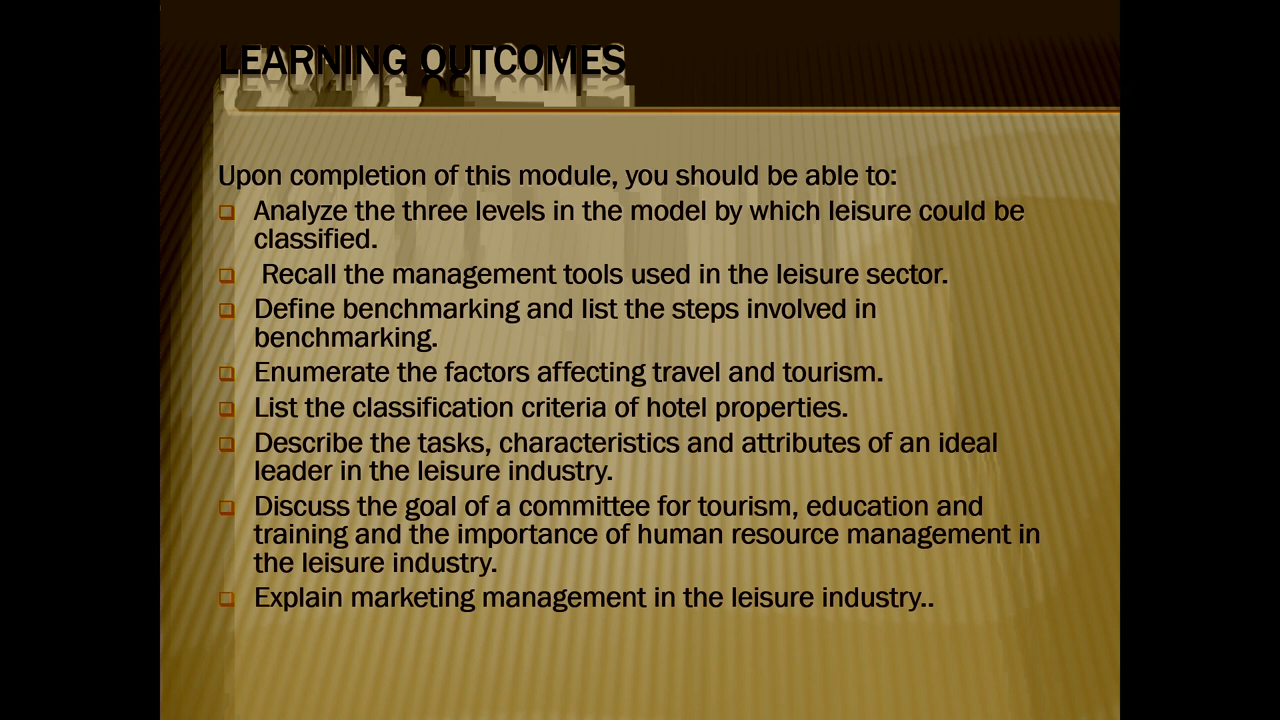 LEARNING OUTCOMES
Upon completion of this module, you should be able to:
Analyze the three levels in the model by which leisure could be
classified.
Recall the management tools used in the leisure sector.
Define benchmarking and list the steps involved in
benchmarking.
Enumerate the factors affecting travel and tourism.
List the classification criteria of hotel properties.
Describe the tasks, characteristics and attributes of an ideal
leader in the leisure industry.
Discuss the goal of a committee for tourism, education and
training and the importance of human resource management in
the leisure industry.
Explain marketing management in the leisure industry..